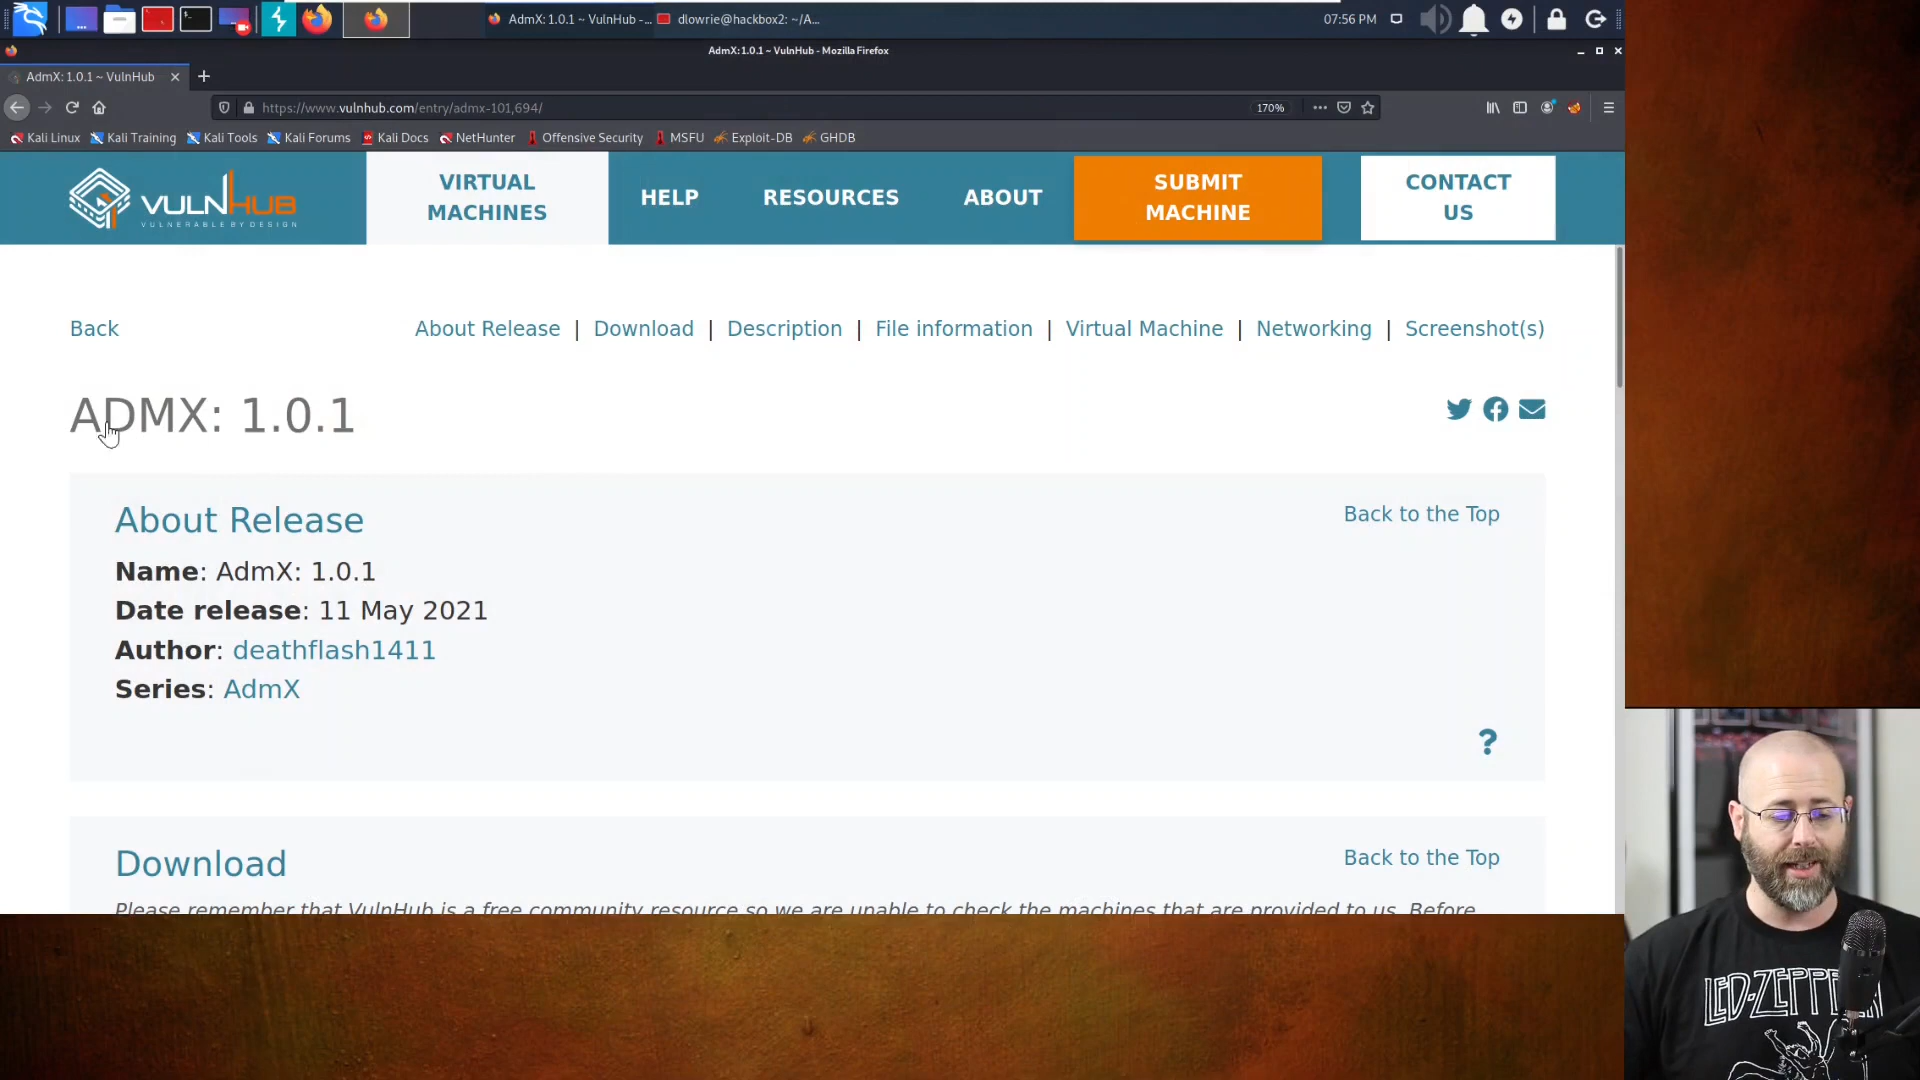 AdmX: 1.0.1 ~ VulnHub -...
dlowrie@hackbox2: ~/A...
07:56 PM
AdmX: 1.0.1 ~ VulnHub - Mozilla Firefox
AdmX: 1.0.1 ~ VulnHub
https://www.vulnhub.com/entry/admx-101,694/
170%
Kali Linux
Kali Training
Kali Tools
Kali Forums
Kali Docs
NetHunter
Offensive Security
MSFU
Exploit-DB
GHDB
VULNHUB
VULNERABLE BY DESIGN
VIRTUAL
MACHINES
HELP
RESOURCES
ABOUT
SUBMIT
MACHINE
CONTACT
US
Back
About Release | Download | Description | File information | Virtual Machine | Networking | Screenshot(s)
ADMX: 1.0.1
About Release
Back to the Top
Name: AdmX: 1.0.1
Date release: 11 May 2021
Author: deathflash1411
Series: AdmX
?
Download
Back to the Top
Please remember that VulnHub is a free community resource so we are unable to check the machines that are provided to us. Before
LED-ZEPPE